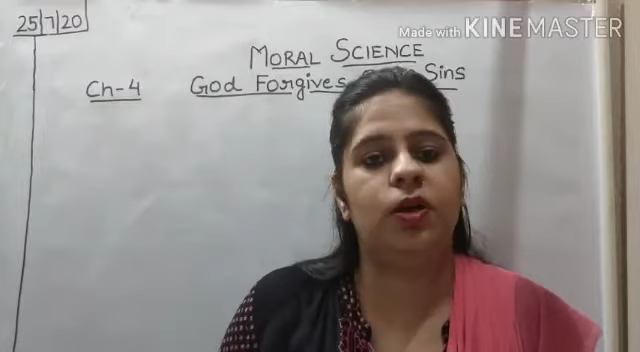 25|7|20
Made with KINEMASTER
MORAL SCIENCE
Ch-4 God Forgives Sins